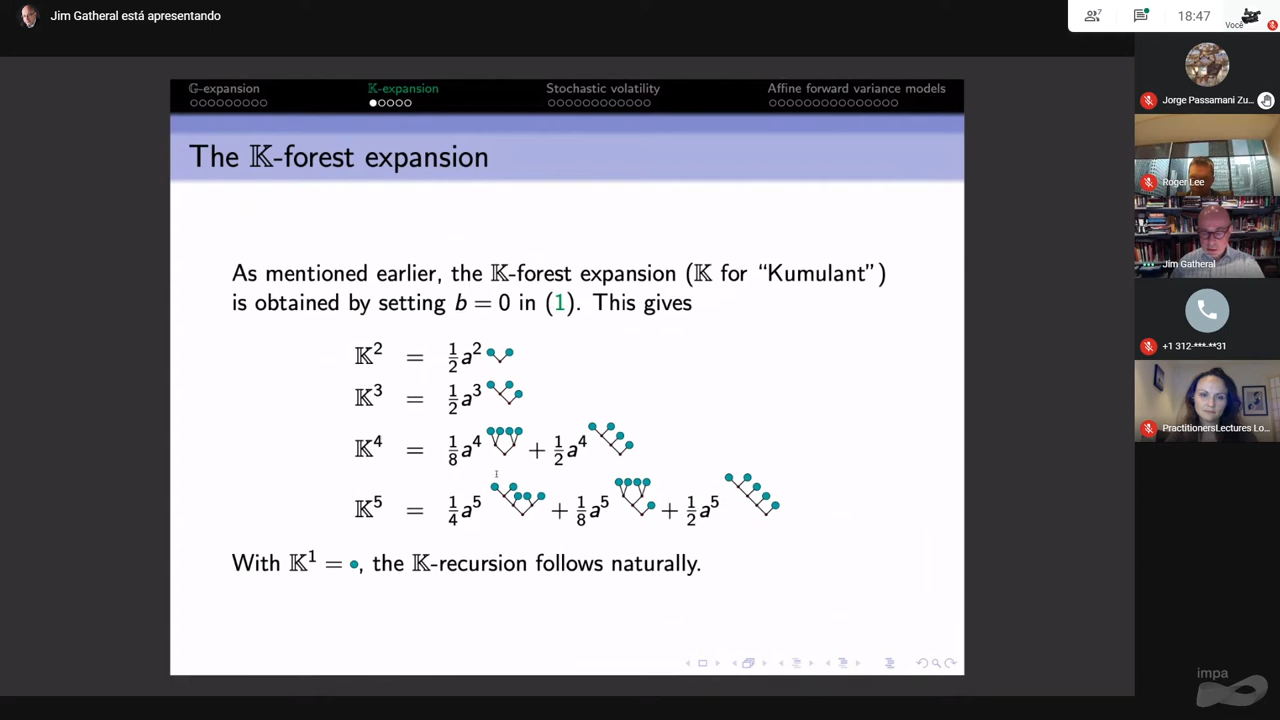 Jim Gatheral está apresentando
7
18:47
Você
G-expansion
𝕂-expansion
Stochastic volatility
Affine forward variance models
The 𝕂-forest expansion
As mentioned earlier, the 𝕂-forest expansion (𝕂 for “Kumulant”)
is obtained by setting b = 0 in (1). This gives
𝕂² = ½a²
𝕂³ = ½a³
𝕂⁴ = ⅛a⁴ + ½a⁴
𝕂⁵ = ¼a⁵ + ⅛a⁵ + ½a⁵
With 𝕂¹ = •, the 𝕂-recursion follows naturally.
Jorge Passamani Zu...
Roger Lee
Jim Gatheral
+1 312-***-**31
PractitionersLectures Lo...
impa